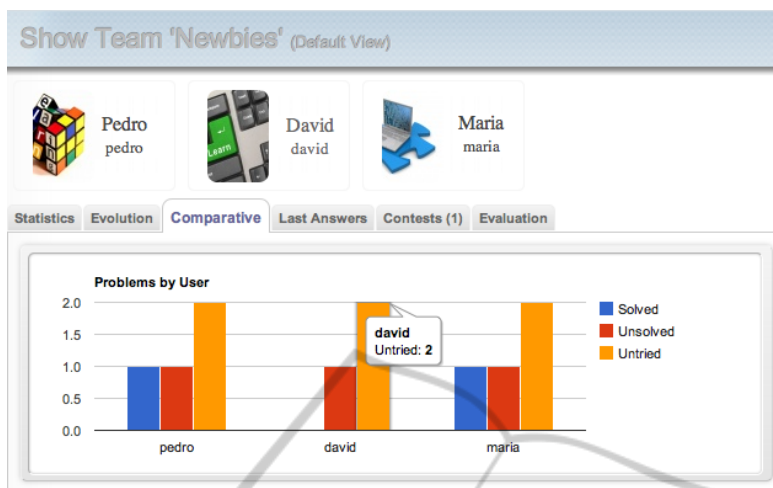 Show Team 'Newbies' (Default View)
Pedro
pedro
David
david
Maria
maria
Learn
Statistics
Evolution
Comparative
Last Answers
Contests (1)
Evaluation
Problems by User
2.0
1.5
1.0
0.5
0.0
david
Untried: 2
Solved
Unsolved
Untried
pedro
david
maria